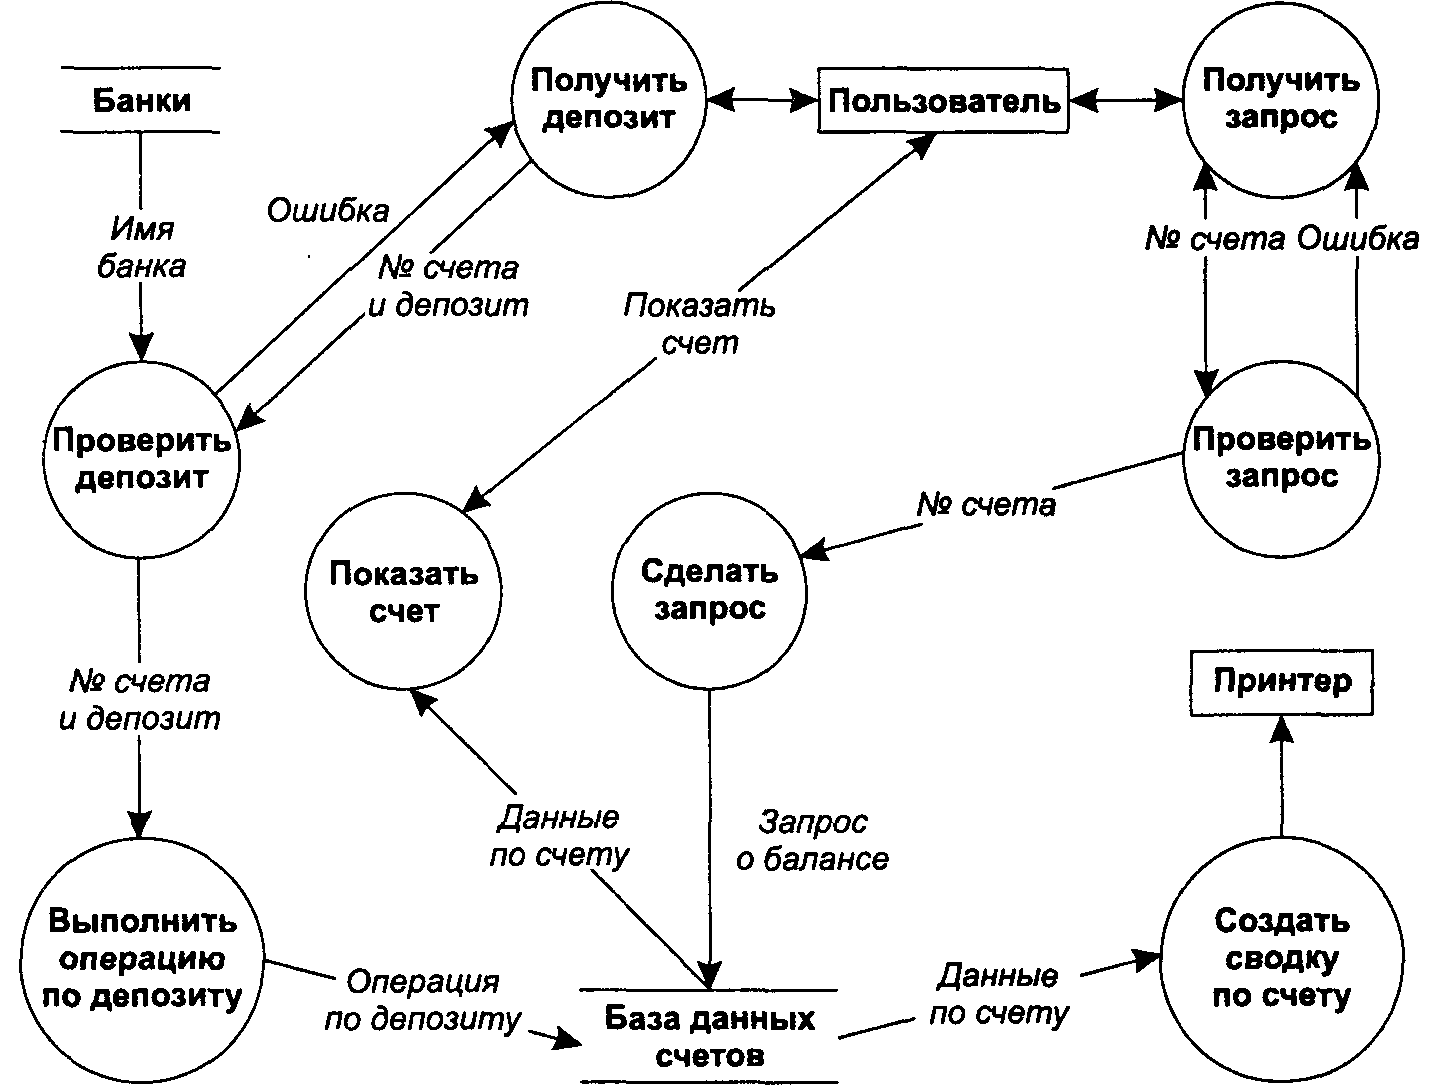 Банки
Получить
депозит
Пользователь
Получить
запрос
Имя
банка
Ошибка
№ счета
и депозит
Показать
счет
№ счета
Ошибка
Проверить
депозит
Проверить
запрос
№ счета
Показать
счет
Сделать
запрос
№ счета
и депозит
Принтер
Данные
по счету
Запрос
о балансе
Выполнить
операцию
по депозиту
Операция
по депозиту
База данных
счетов
Данные
по счету
Создать
сводку
по счету